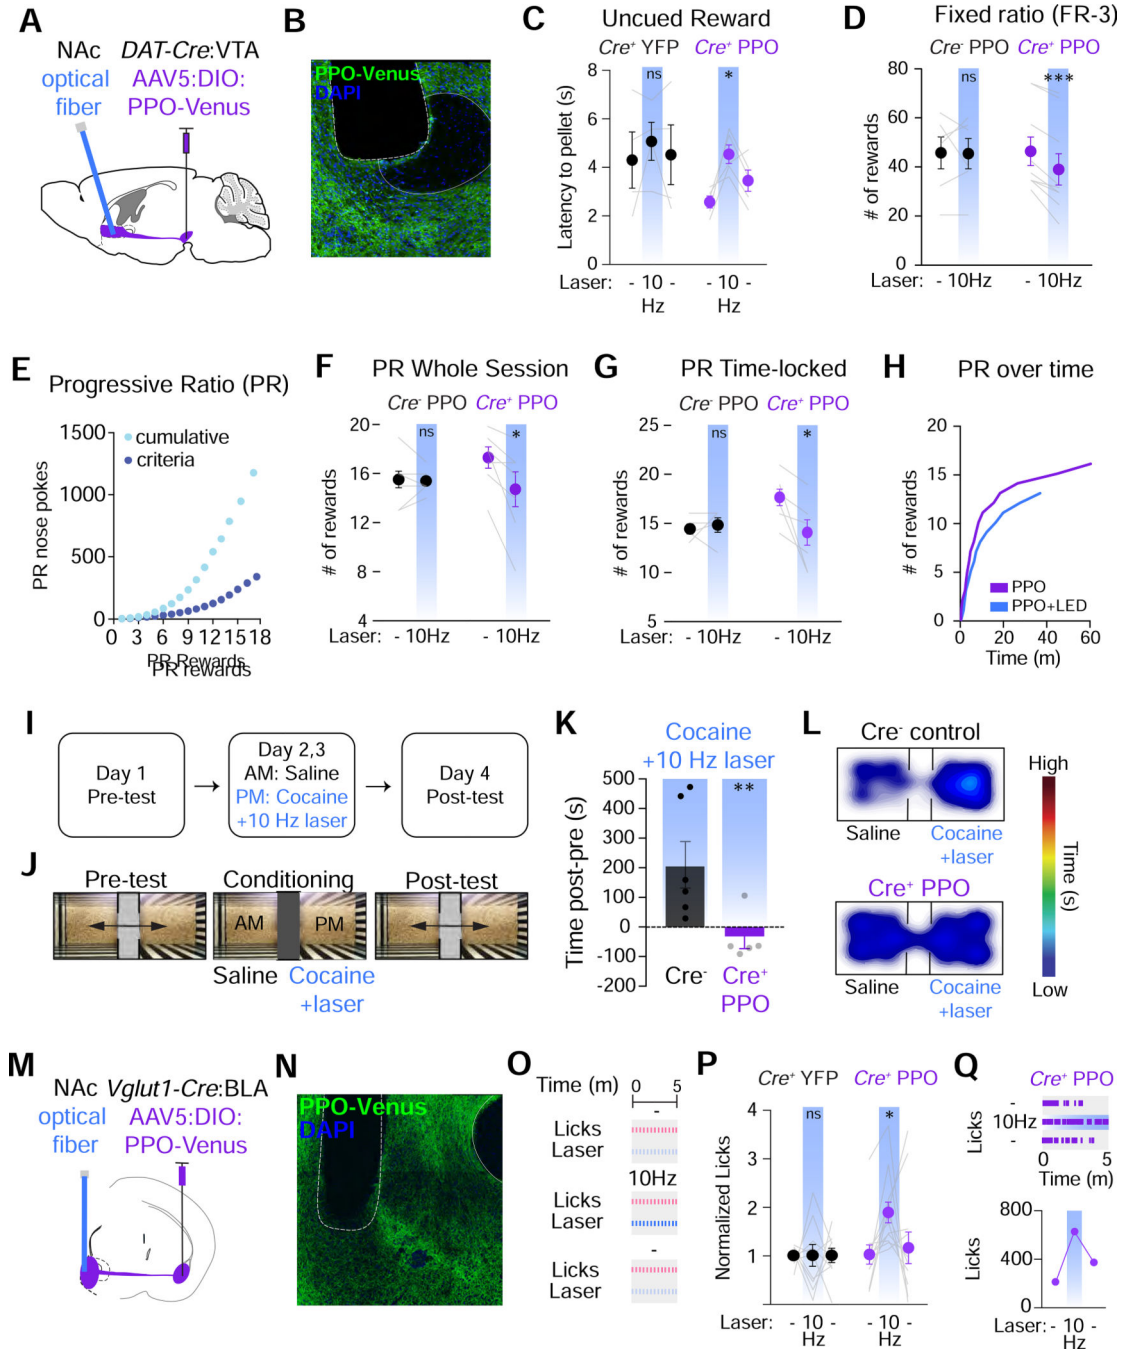 A
NAc DAT-Cre:VTA
optical AAV5:DIO:
fiber PPO-Venus
B
PPO-Venus
DAPI
C
Uncued Reward
Cre+ YFP Cre+ PPO
ns *
Latency to pellet (s)
8
6
4
2
0
Laser: - 10 - - 10 -
Hz Hz
D
Fixed ratio (FR-3)
Cre- PPO Cre+ PPO
ns ***
# of rewards
80
60
40
20
0
Laser: - 10Hz - 10Hz
E
Progressive Ratio (PR)
cumulative
criteria
PR nose pokes
1500
1000
500
0
0 3 6 9 12 15 18
PR Rewards
PR rewards
F
PR Whole Session
Cre- PPO Cre+ PPO
ns *
# of rewards
20
16
12
8
4
Laser: - 10Hz - 10Hz
G
PR Time-locked
Cre- PPO Cre+ PPO
ns *
# of rewards
25
20
15
10
5
Laser: - 10Hz - 10Hz
H
PR over time
# of rewards
20
15
10
5
0
PPO
PPO+LED
0 20 40 60
Time (m)
I
Day 1
Pre-test
Day 2,3
AM: Saline
PM: Cocaine
+10 Hz laser
Day 4
Post-test
J
Pre-test Conditioning Post-test
AM PM
Saline Cocaine
+laser
K
Cocaine
+10 Hz laser
**
Time post-pre (s)
500
400
300
200
100
0
-100
-200
Cre- Cre+
PPO
L
Cre- control
Saline Cocaine
+laser
Cre+ PPO
Saline Cocaine
+laser
High
Time (s)
Low
M
NAc Vglut1-Cre:BLA
optical AAV5:DIO:
fiber PPO-Venus
N
PPO-Venus
DAPI
O
Time (m) 0 5
-
Licks
Laser
10Hz
Licks
Laser
-
Licks
Laser
P
Cre+ YFP Cre+ PPO
ns *
Normalized Licks
4
3
2
1
Laser: - 10 - - 10 -
Hz Hz
Q
Cre+ PPO
Licks
-
10Hz
-
0 5
Time (m)
Licks
800
400
0
Laser: - 10 -
Hz